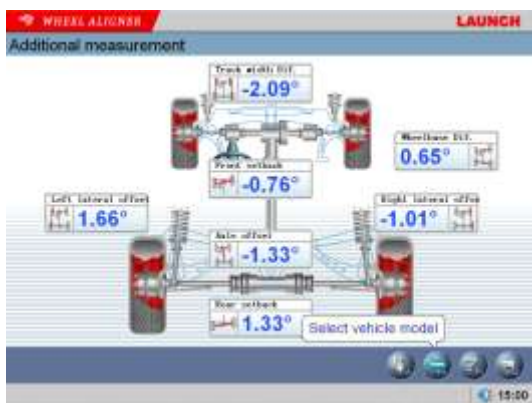 WHEEL ALIGNER
LAUNCH
Additional measurement
Track width Dif.
-2.09°
Wheelbase Dif.
0.65°
Front setback
-0.76°
Left lateral offset
1.66°
Right lateral offse
-1.01°
Axle offset
-1.33°
Rear setback
1.33°
Select vehicle model
15:00